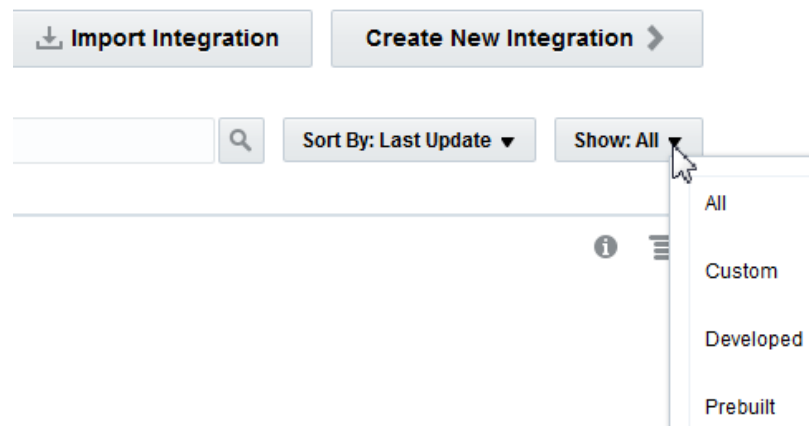 Import Integration
Create New Integration
Sort By: Last Update
Show: All
All
Custom
Developed
Prebuilt